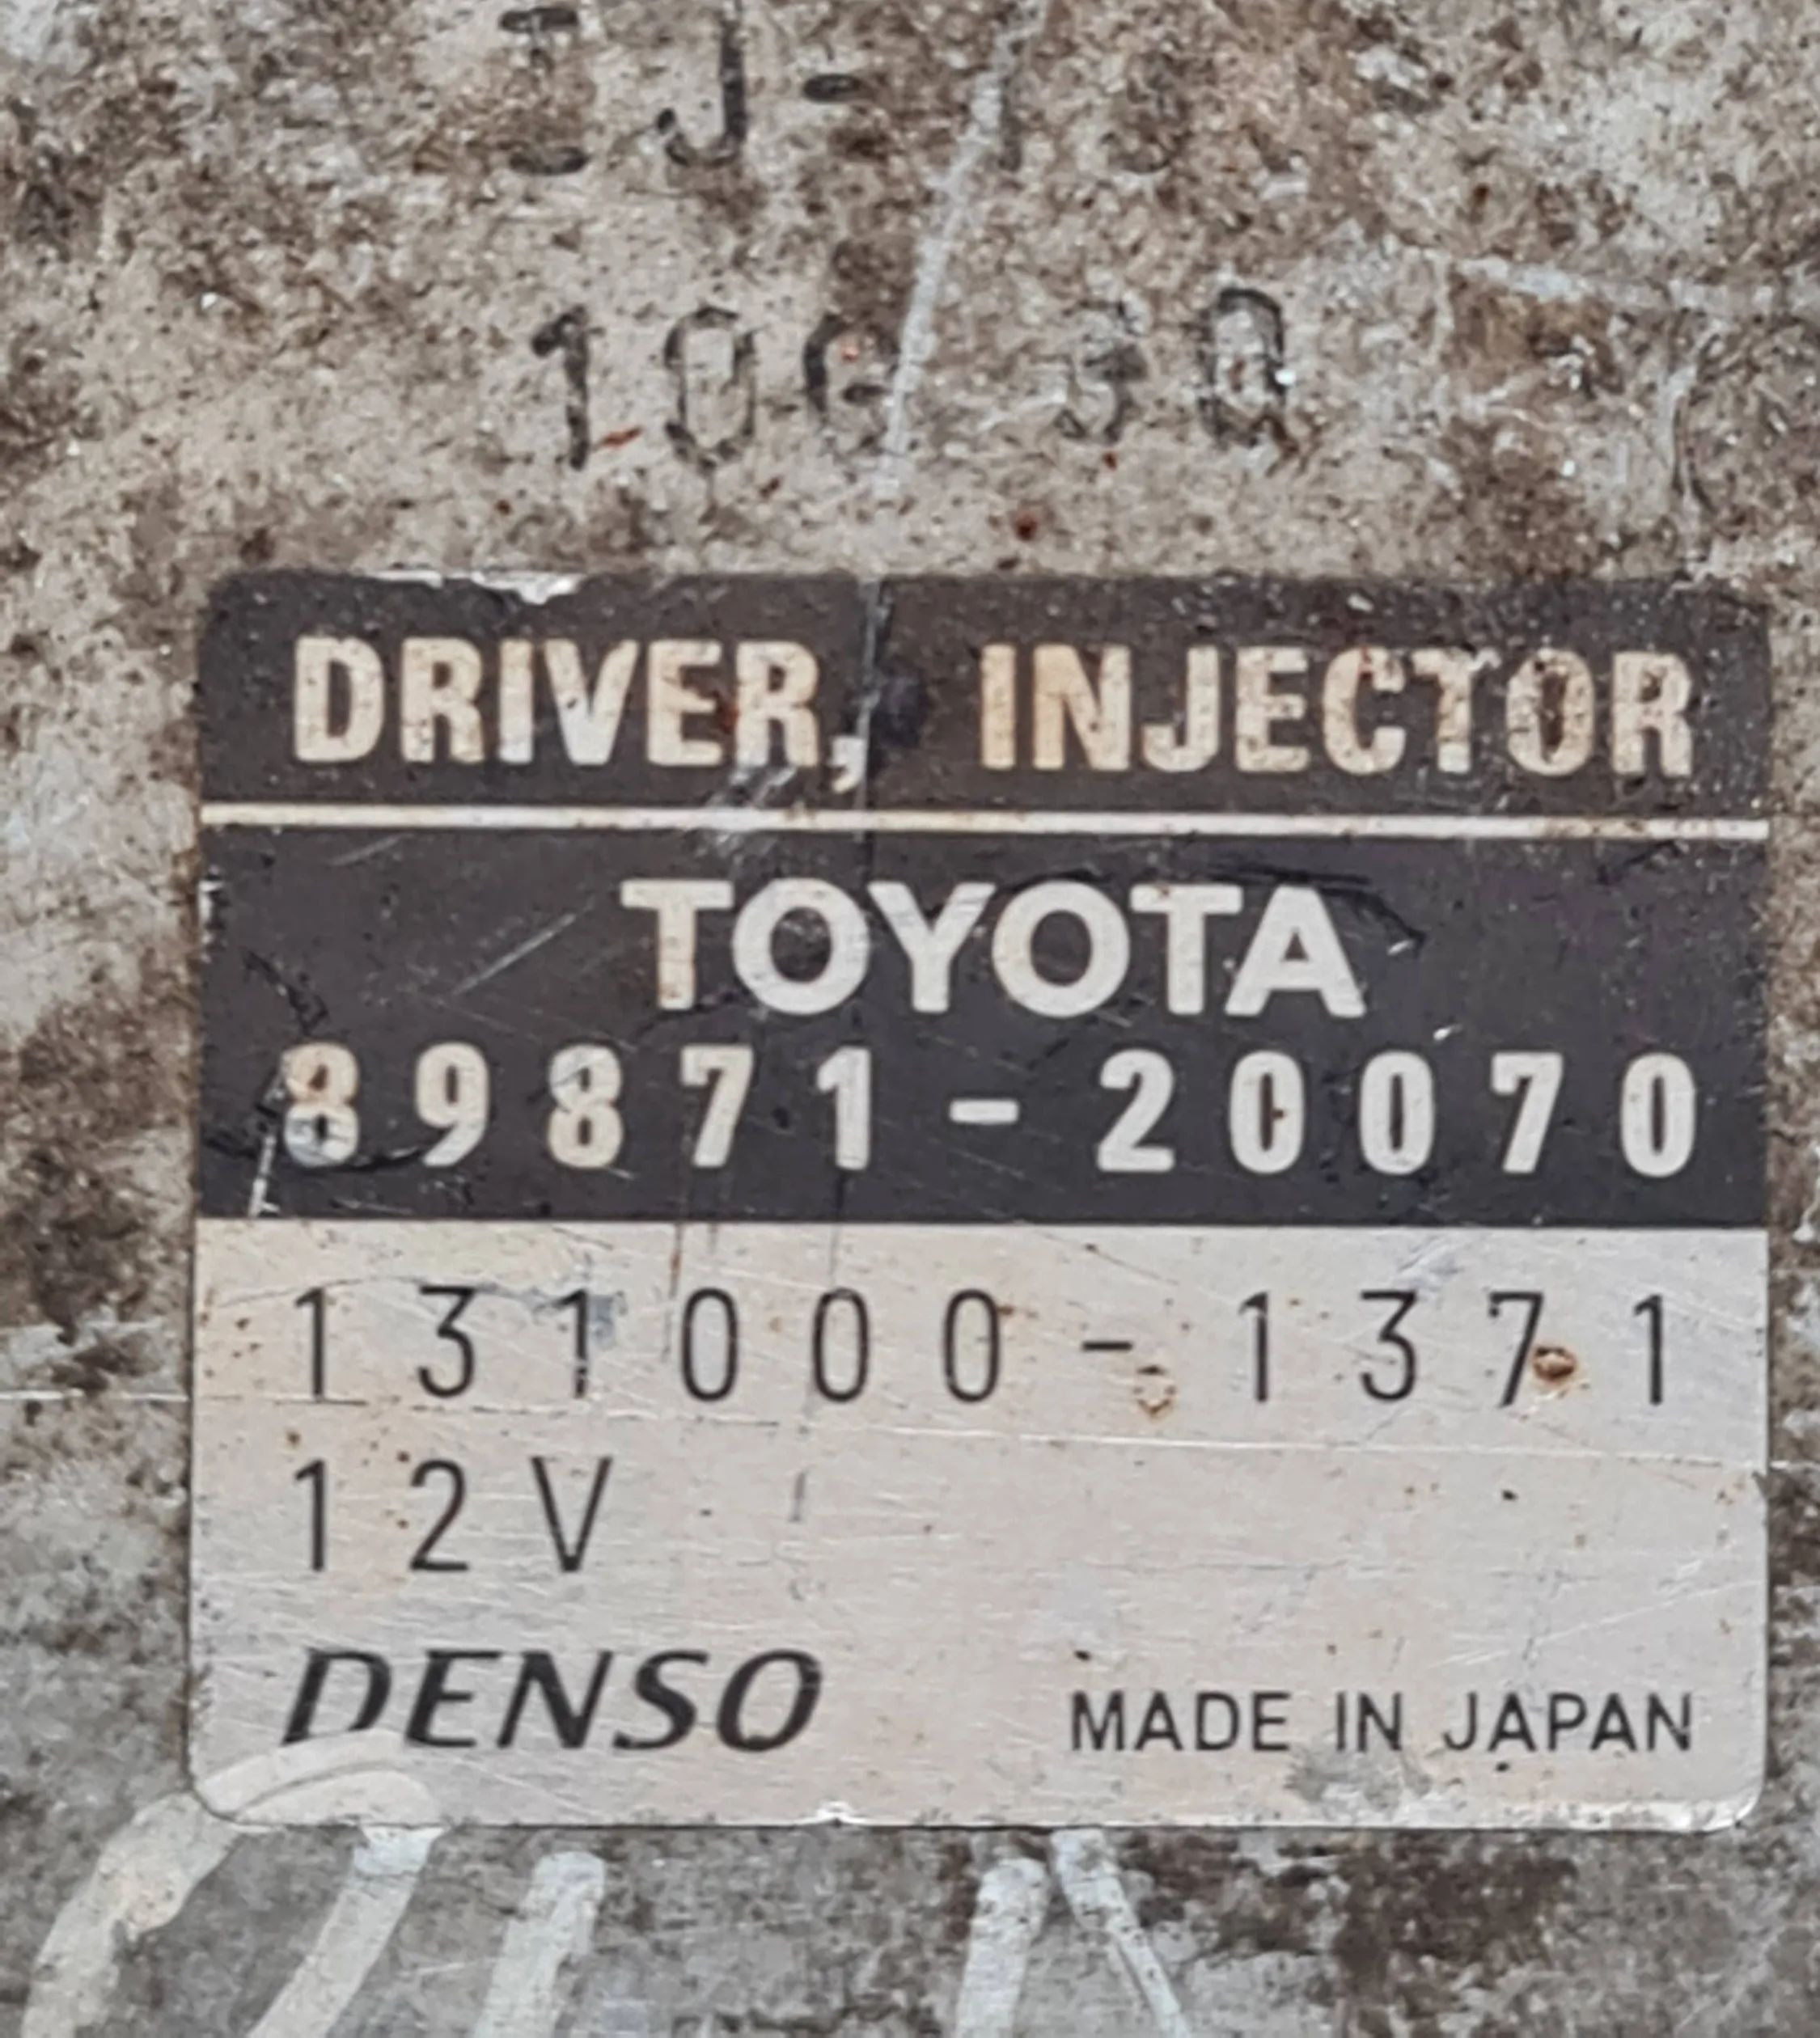 DRIVER, INJECTOR
TOYOTA
89871-20070
131000-1371
12V
DENSO
MADE IN JAPAN